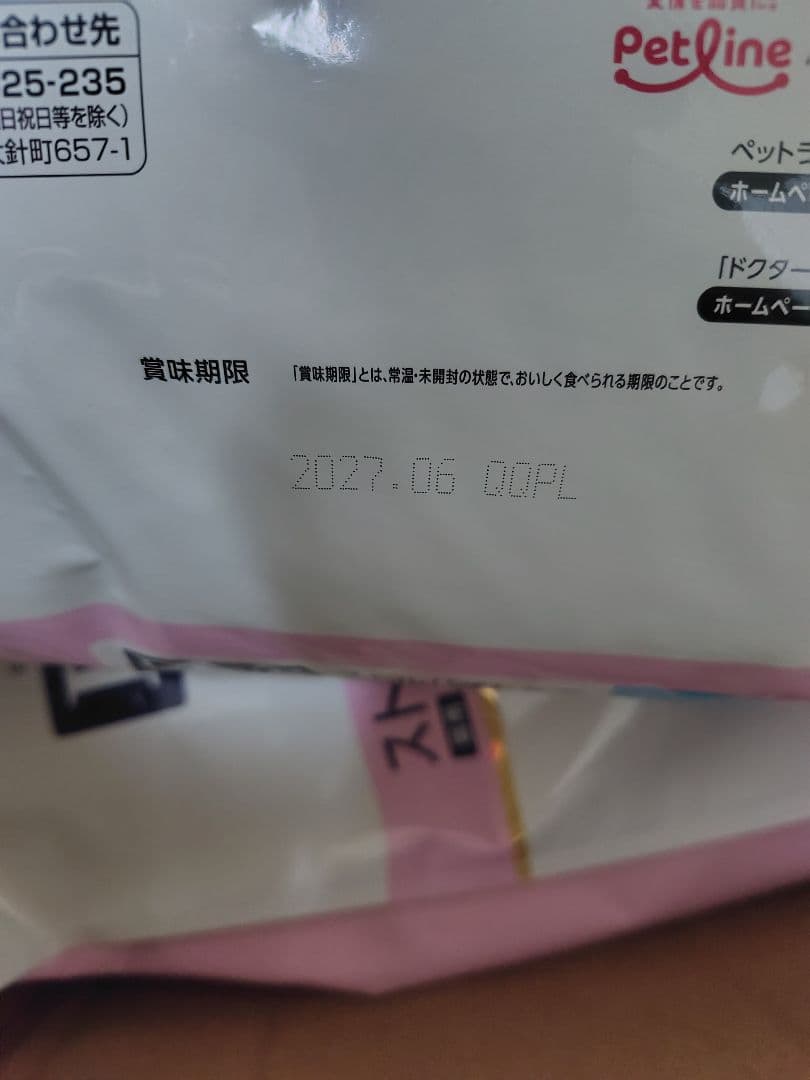 合わせ先
25-235
日祝日等を除く)
針町657-1
Petline
ペットラ
ホームペ
「ドクター
ホームペー
賞味期限
「賞味期限」とは、常温・未開封の状態で、おいしく食べられる期限のことです。
2027.06 QQPL
スト